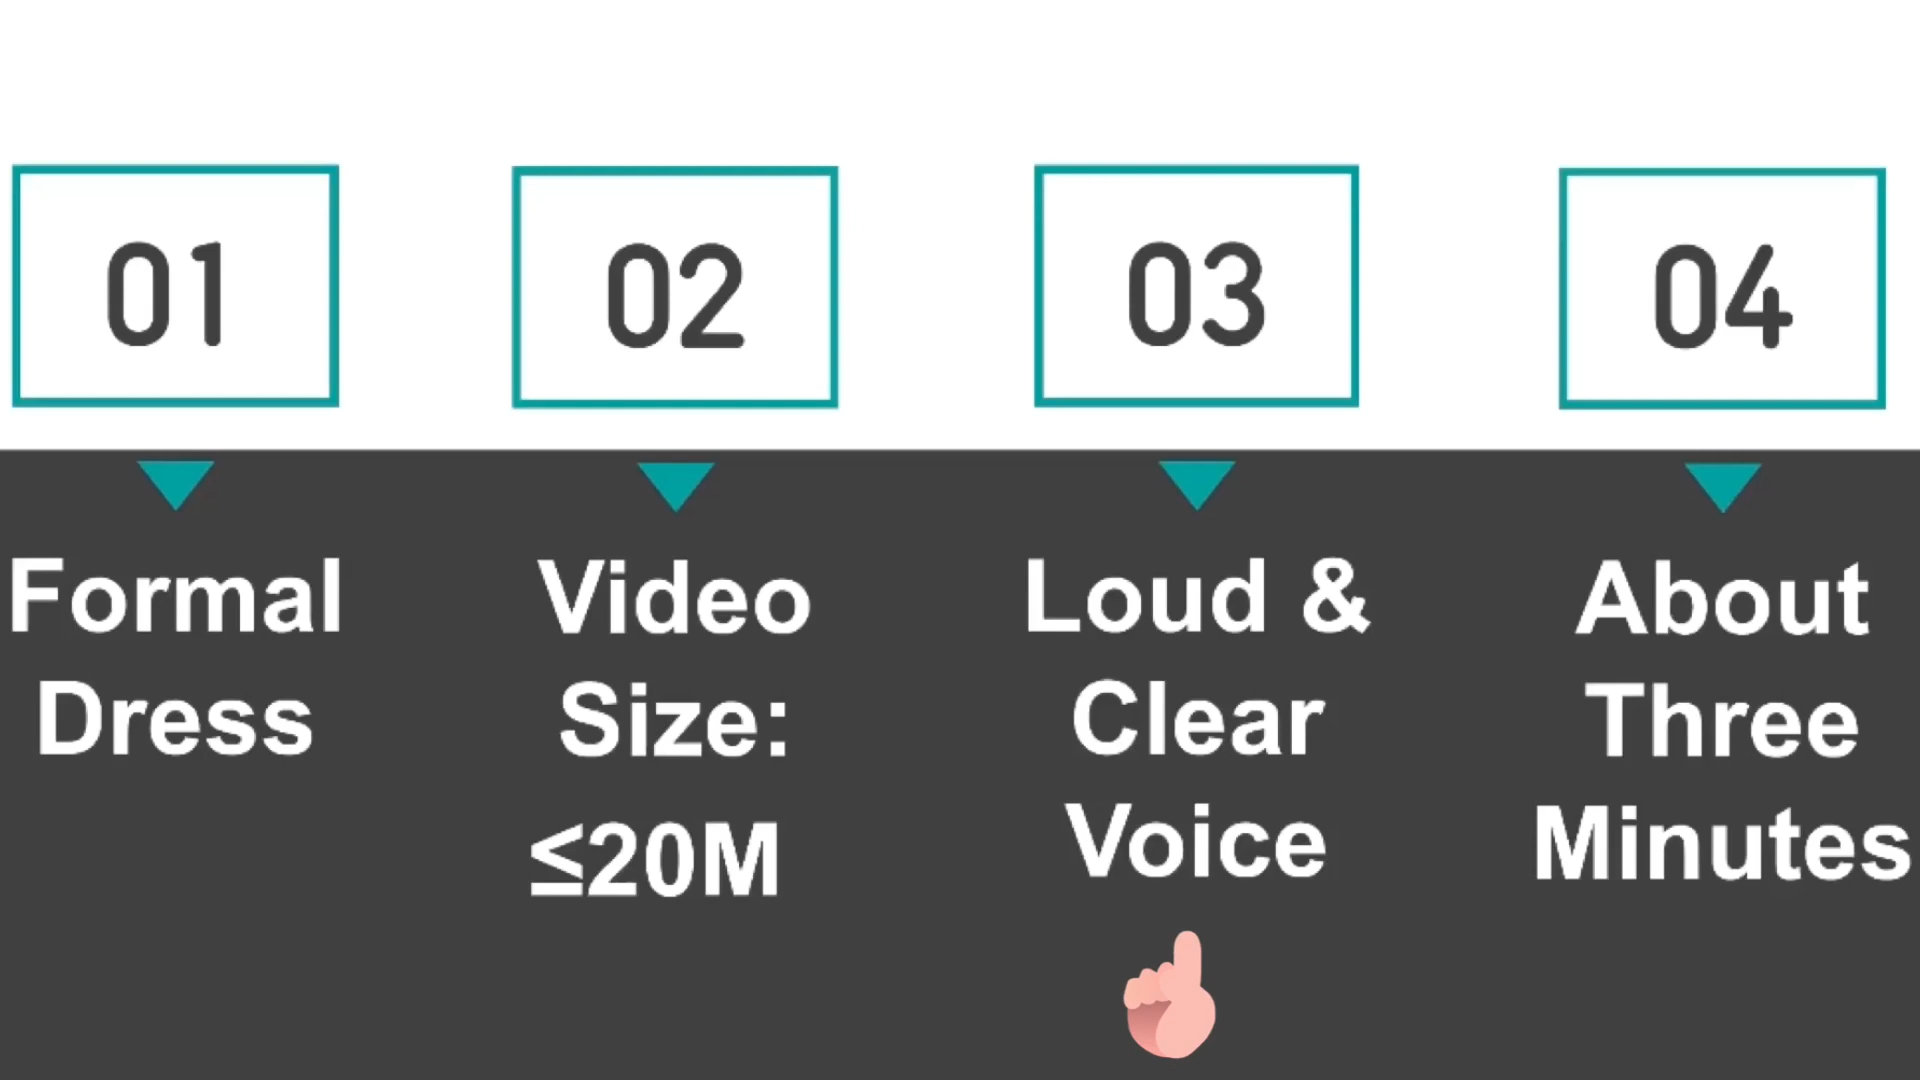 01
Formal
Dress
02
Video
Size:
≤20M
03
Loud &
Clear
Voice
04
About
Three
Minutes